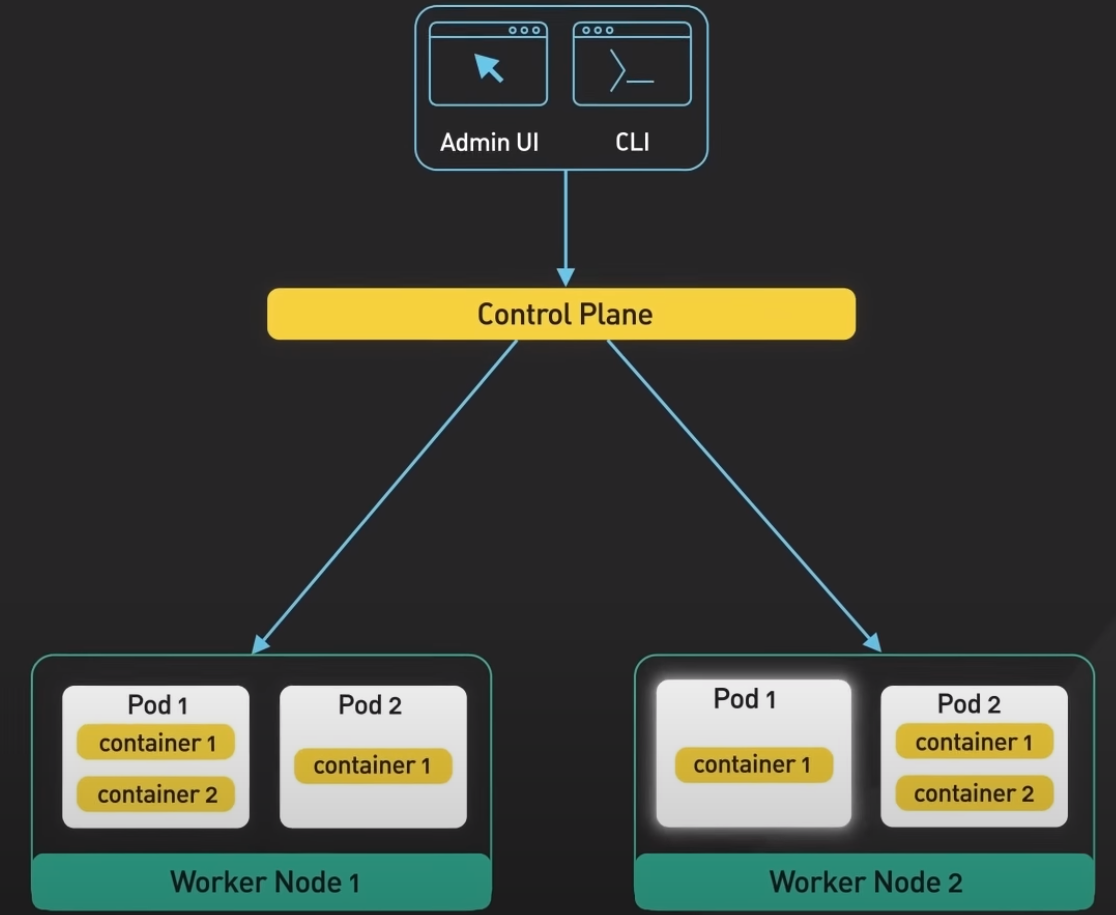 Admin UI
CLI
Control Plane
Pod 1
container 1
container 2
Pod 2
container 1
Worker Node 1
Pod 1
container 1
Pod 2
container 1
container 2
Worker Node 2